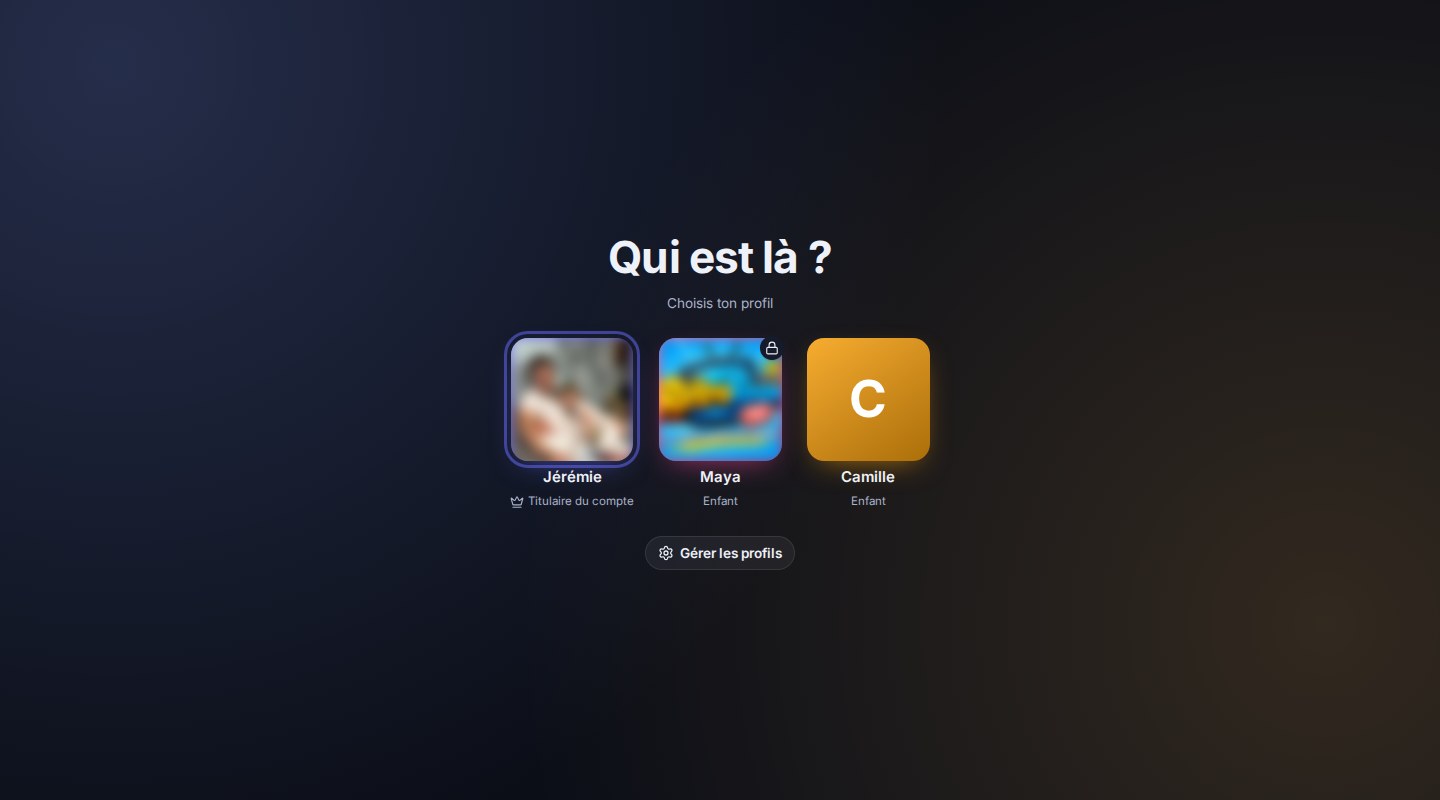 Qui est là ?
Choisis ton profil
C
Jérémie
Maya
Camille
Titulaire du compte
Enfant
Enfant
Gérer les profils